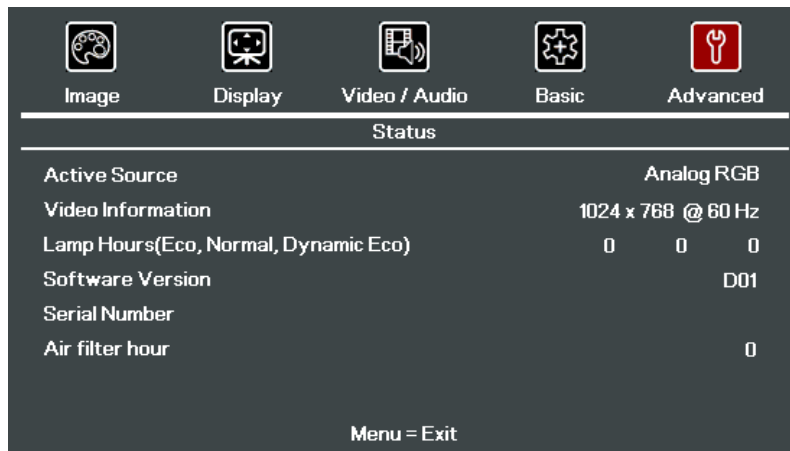 Image Display Video / Audio Basic Advanced
Status
Active Source Analog RGB
Video Information 1024 x 768 @ 60 Hz
Lamp Hours(Eco, Normal, Dynamic Eco) 0 0 0
Software Version D01
Serial Number
Air filter hour 0
Menu = Exit